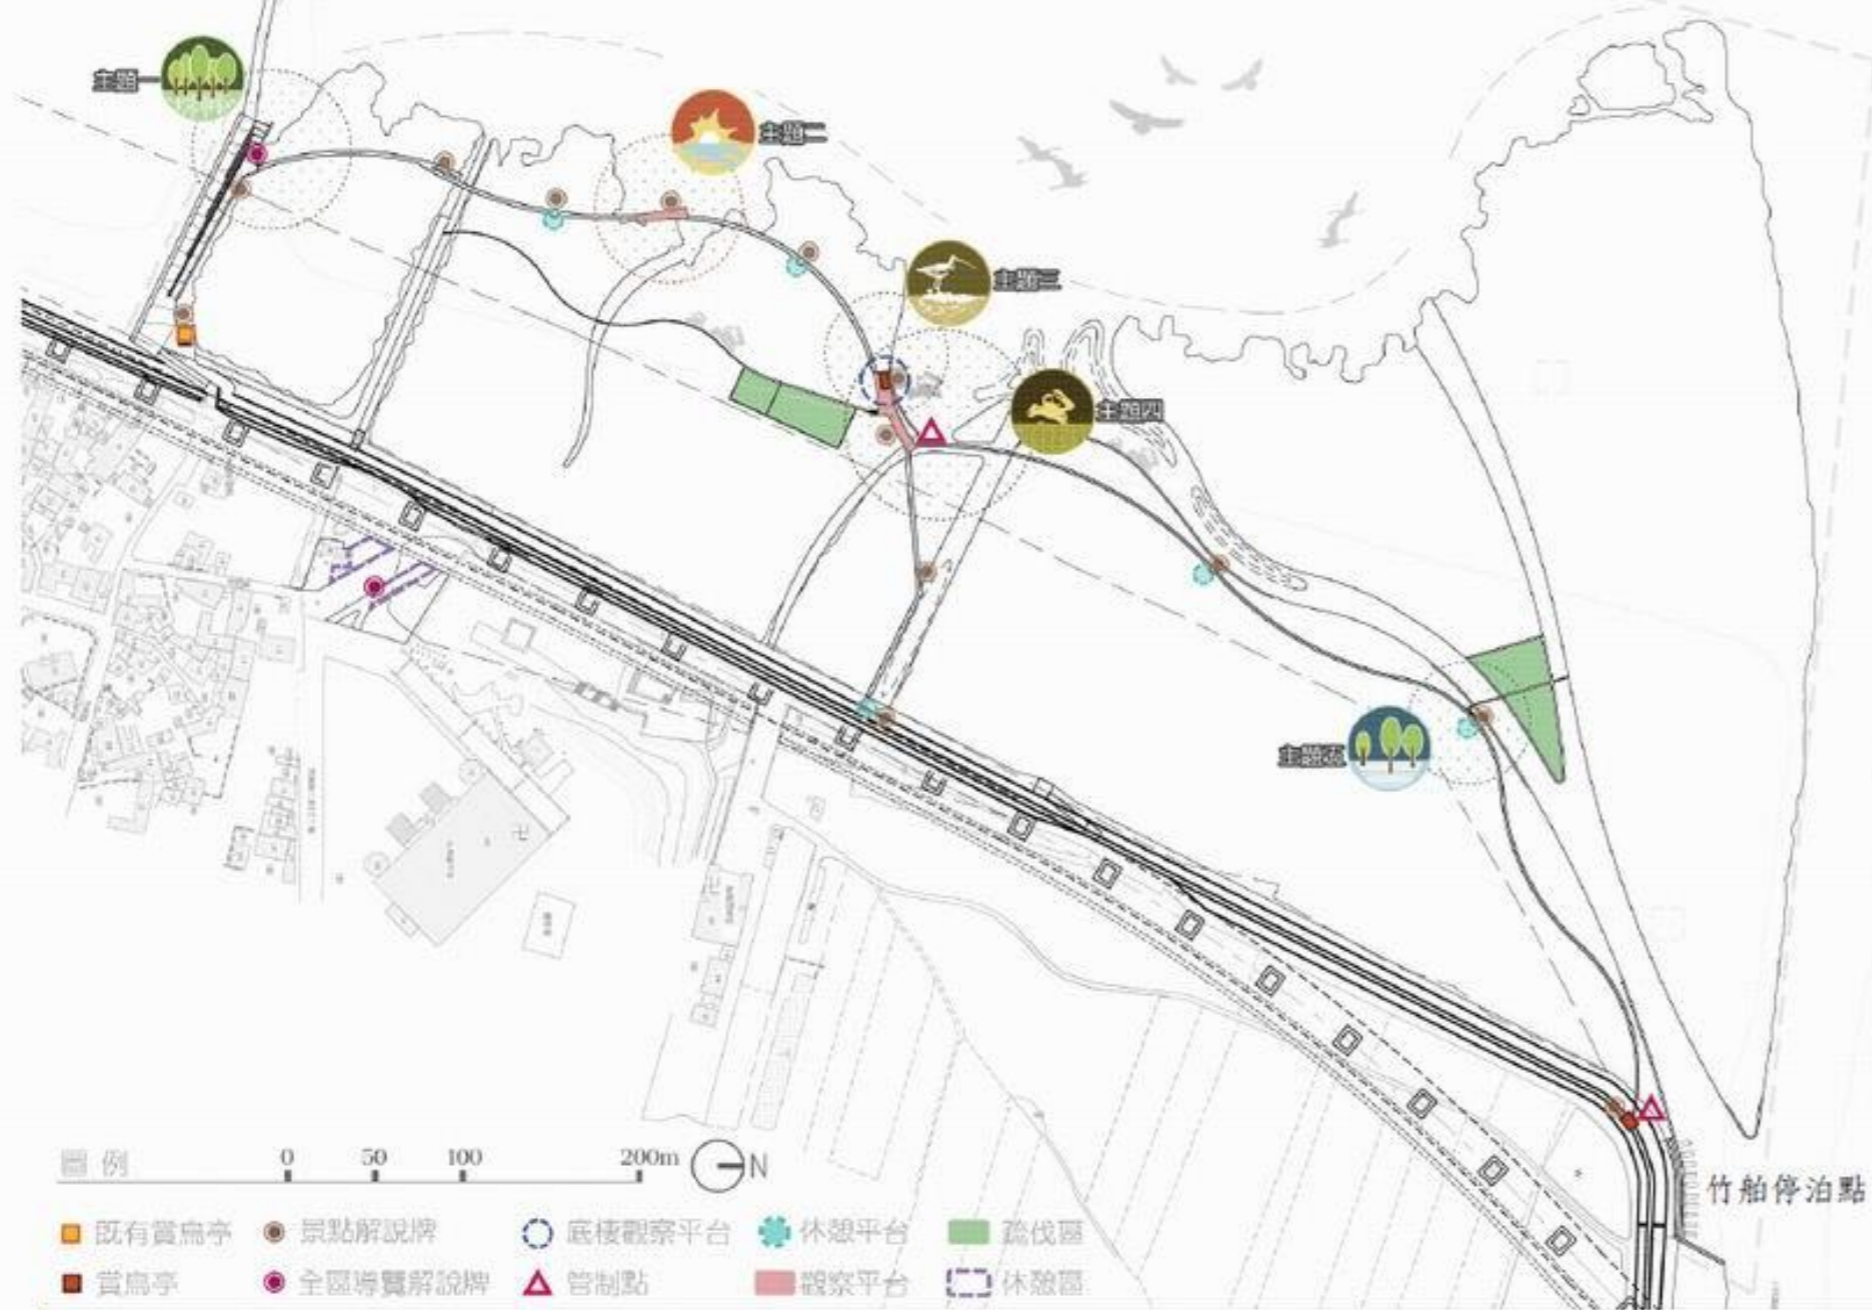 主題一
主題二
主題三
主題四
主題五
竹舢停泊點
圖例
0 50 100 200m
N
既有賞鳥亭
景點解說牌
底棲觀察平台
休憩平台
疏伐區
賞鳥亭
全區導覽解說牌
管制點
觀察平台
休憩區